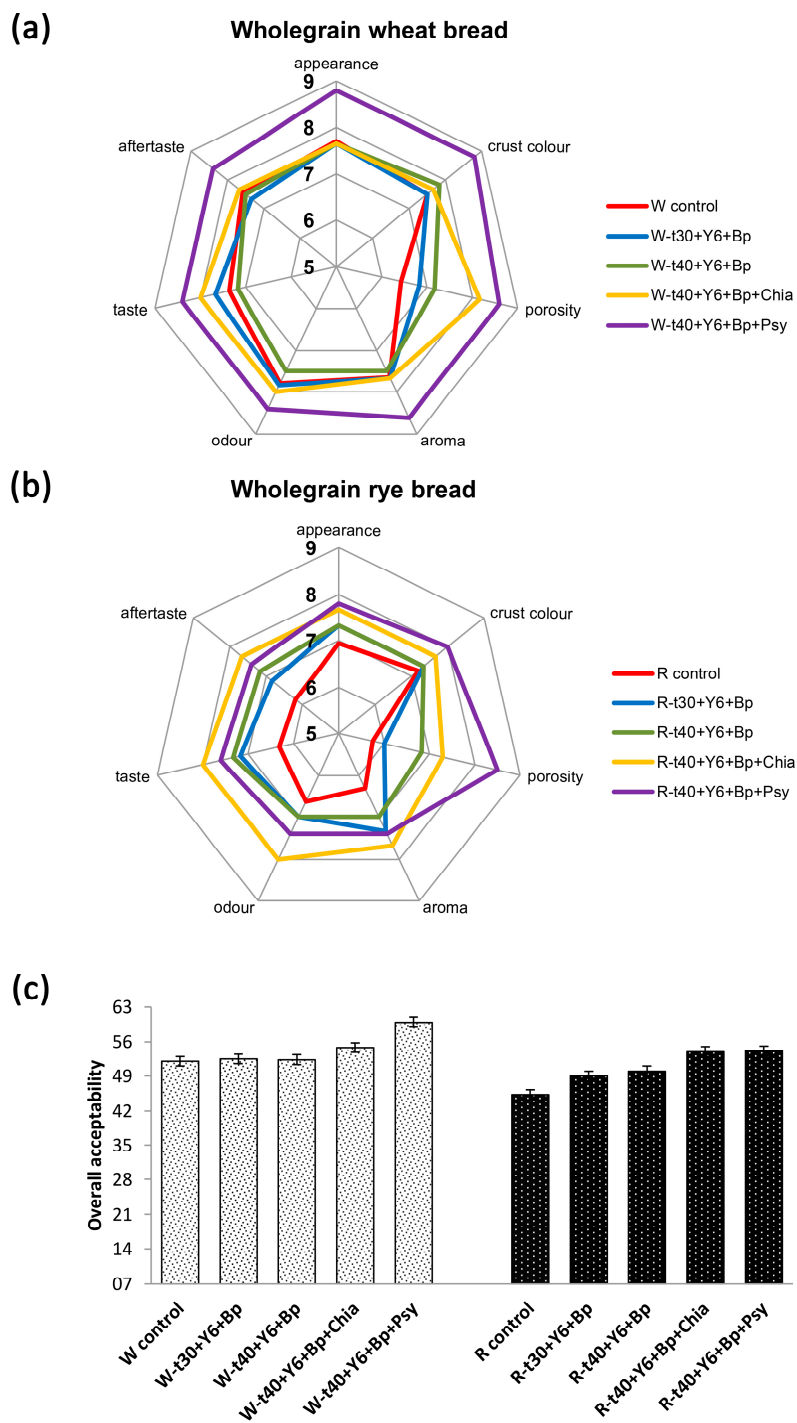 (a)
Wholegrain wheat bread
appearance
9
aftertaste
8
crust colour
7
6
5
taste
porosity
odour
aroma
W control
W-t30+Y6+Bp
W-t40+Y6+Bp
W-t40+Y6+Bp+Chia
W-t40+Y6+Bp+Psy
(b)
Wholegrain rye bread
appearance
9
8
aftertaste
crust colour
7
6
5
taste
porosity
odour
aroma
R control
R-t30+Y6+Bp
R-t40+Y6+Bp
R-t40+Y6+Bp+Chia
R-t40+Y6+Bp+Psy
(c)
Overall acceptability
63
56
49
42
35
28
21
14
07
W control
W-t30+Y6+Bp
W-t40+Y6+Bp
W-t40+Y6+Bp+Chia
W-t40+Y6+Bp+Psy
R control
R-t30+Y6+Bp
R-t40+Y6+Bp
R-t40+Y6+Bp+Chia
R-t40+Y6+Bp+Psy